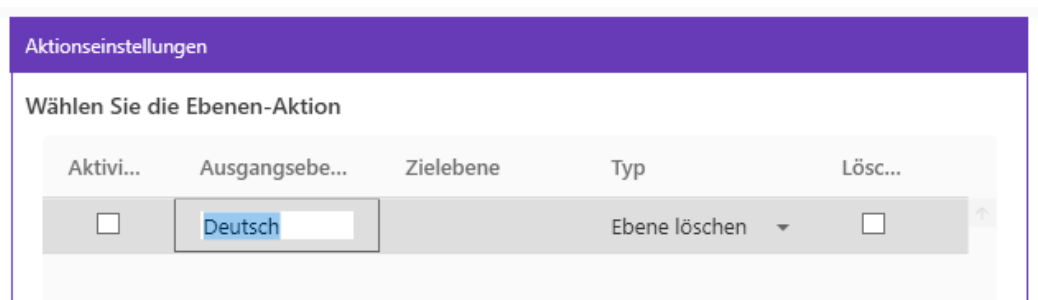 Aktionseinstellungen
Wählen Sie die Ebenen-Aktion
Aktivi... Ausgangsebe... Zielebene Typ Lösc...
Deutsch Ebene löschen